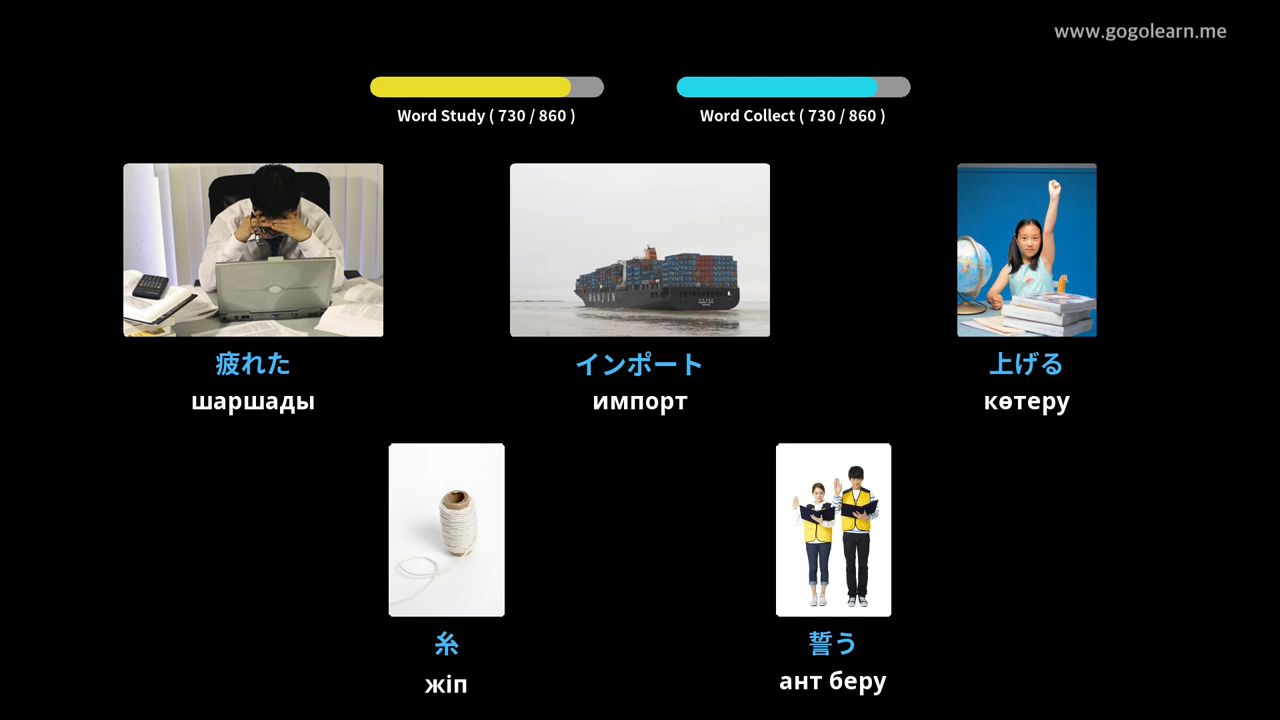 www.gogolearn.me
Word Study ( 730 / 860 )
Word Collect ( 730 / 860 )
HANJIN
疲れた
インポート
上げる
шаршады
импорт
көтеру
糸
誓う
жіп
ант беру